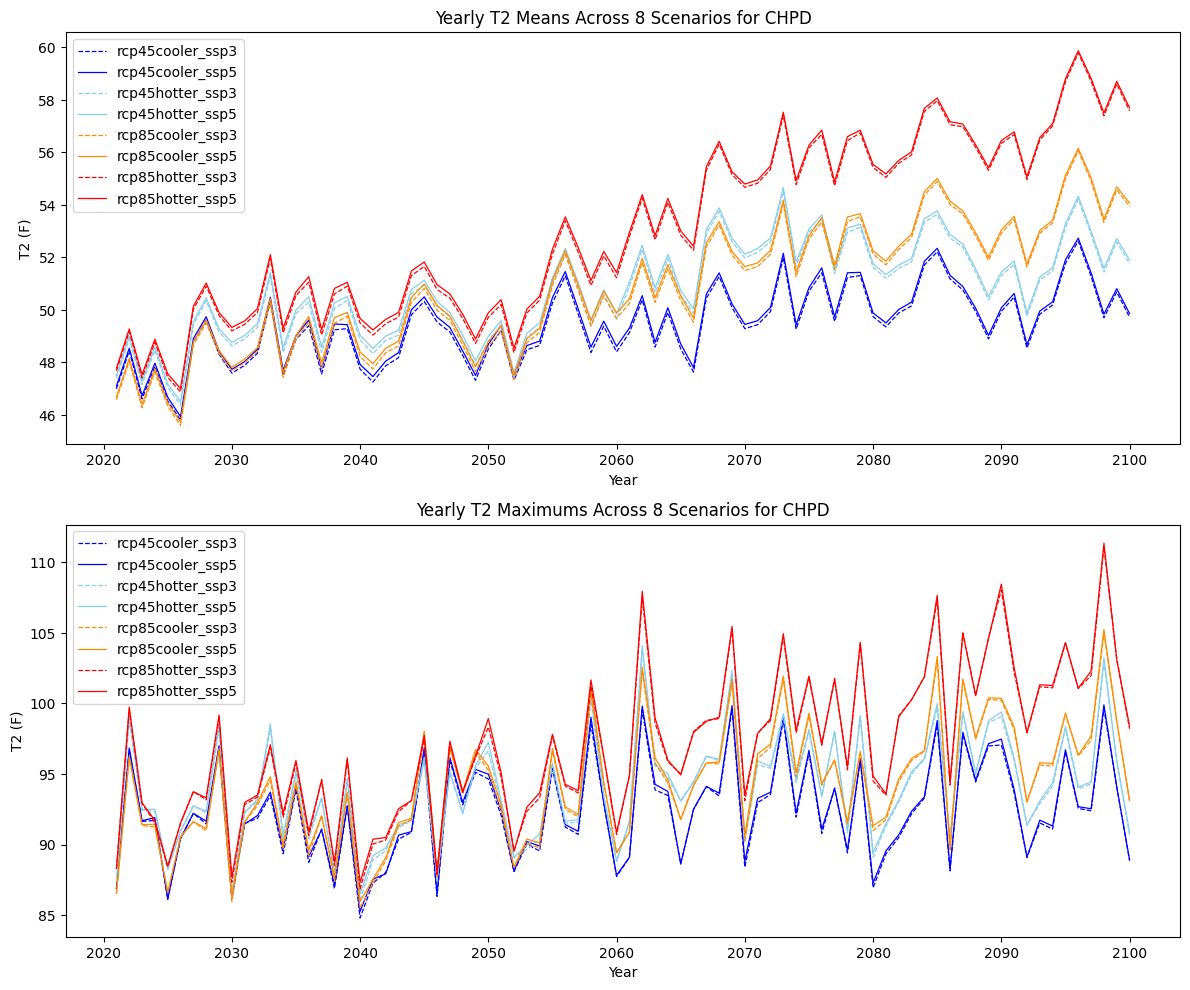 Yearly T2 Means Across 8 Scenarios for CHPD
rcp45cooler_ssp3
rcp45cooler_ssp5
rcp45hotter_ssp3
rcp45hotter_ssp5
rcp85cooler_ssp3
rcp85cooler_ssp5
rcp85hotter_ssp3
rcp85hotter_ssp5
60
58
56
54
52
50
48
46
T2 (F)
2020 2030 2040 2050 2060 2070 2080 2090 2100
Year
Yearly T2 Maximums Across 8 Scenarios for CHPD
rcp45cooler_ssp3
rcp45cooler_ssp5
rcp45hotter_ssp3
rcp45hotter_ssp5
rcp85cooler_ssp3
rcp85cooler_ssp5
rcp85hotter_ssp3
rcp85hotter_ssp5
110
105
100
95
90
85
T2 (F)
2020 2030 2040 2050 2060 2070 2080 2090 2100
Year